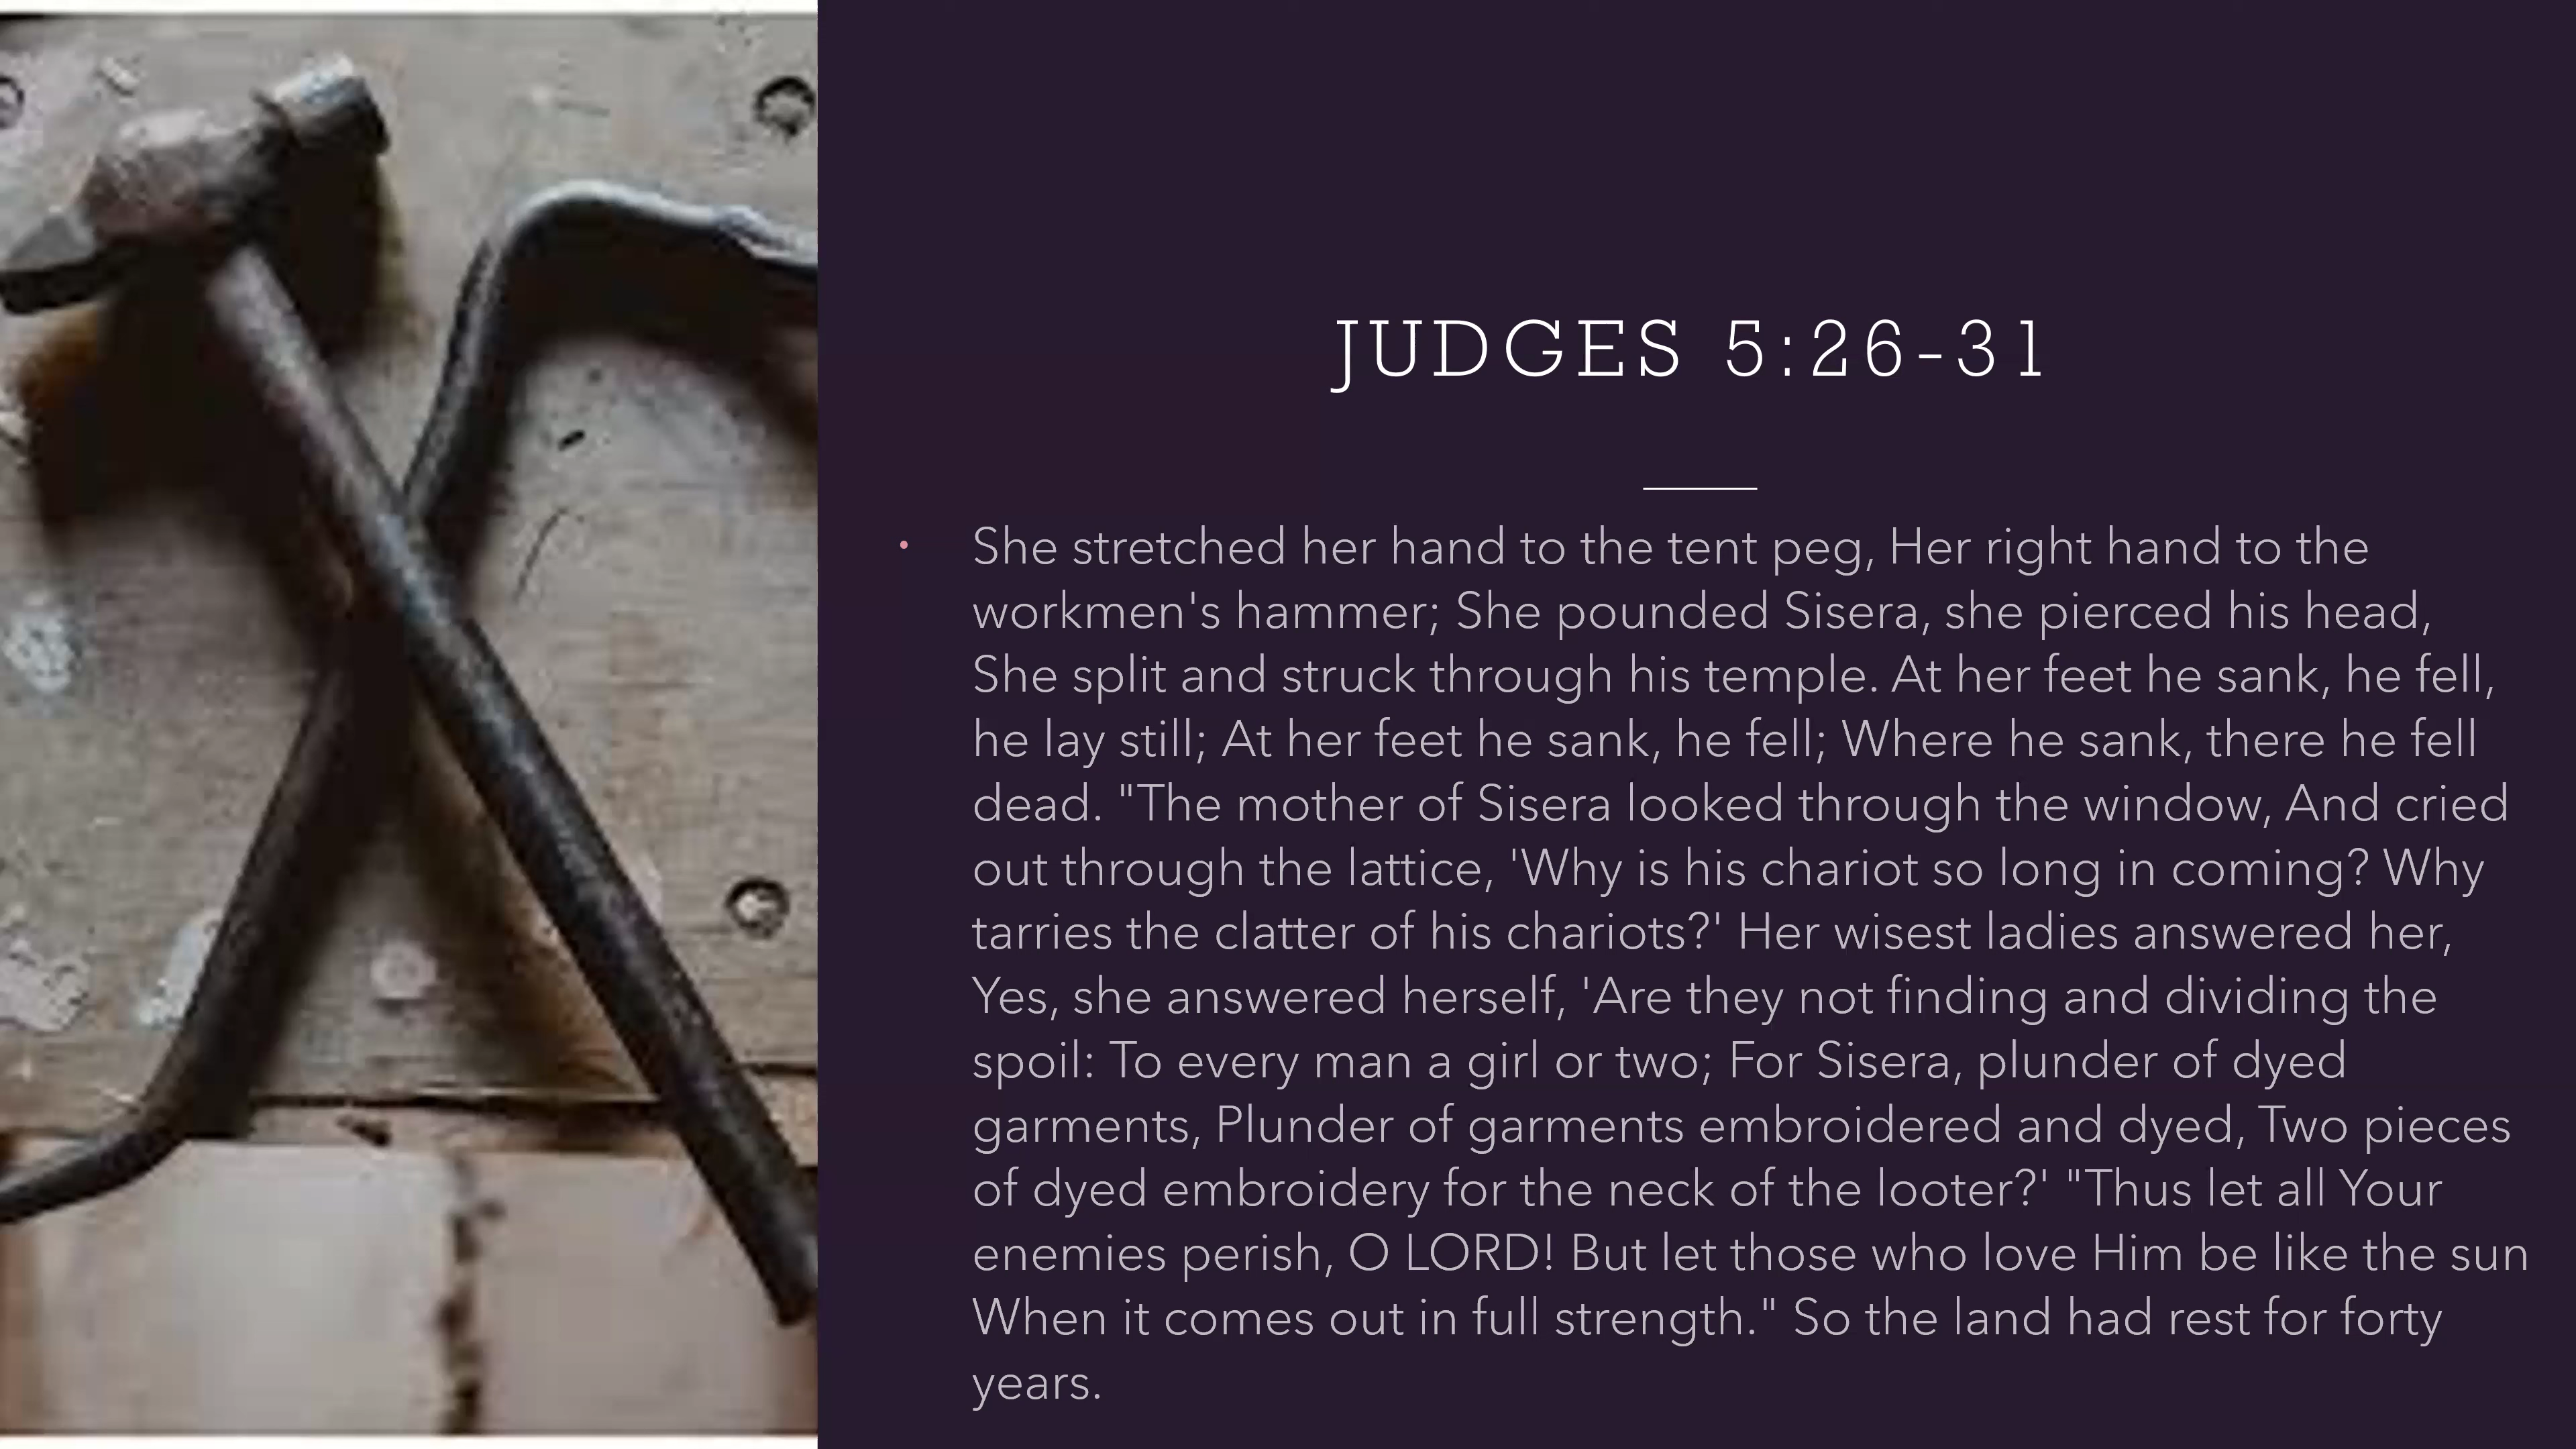 JUDGES 5:26-31
• She stretched her hand to the tent peg, Her right hand to the
workmen's hammer; She pounded Sisera, she pierced his head,
She split and struck through his temple. At her feet he sank, he fell,
he lay still; At her feet he sank, he fell; Where he sank, there he fell
dead. "The mother of Sisera looked through the window, And cried
out through the lattice, 'Why is his chariot so long in coming? Why
tarries the clatter of his chariots?' Her wisest ladies answered her,
Yes, she answered herself, 'Are they not finding and dividing the
spoil: To every man a girl or two; For Sisera, plunder of dyed
garments, Plunder of garments embroidered and dyed, Two pieces
of dyed embroidery for the neck of the looter?' "Thus let all Your
enemies perish, O LORD! But let those who love Him be like the sun
When it comes out in full strength." So the land had rest for forty
years.